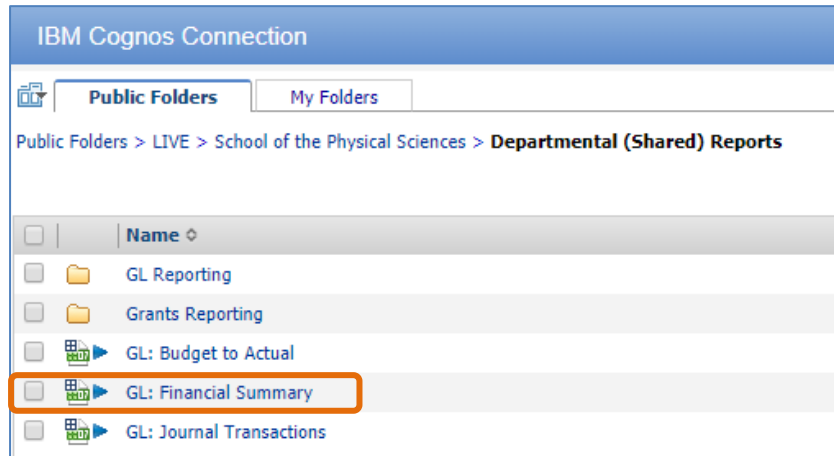 IBM Cognos Connection
Public Folders My Folders
Public Folders > LIVE > School of the Physical Sciences > Departmental (Shared) Reports
Name
GL Reporting
Grants Reporting
GL: Budget to Actual
GL: Financial Summary
GL: Journal Transactions